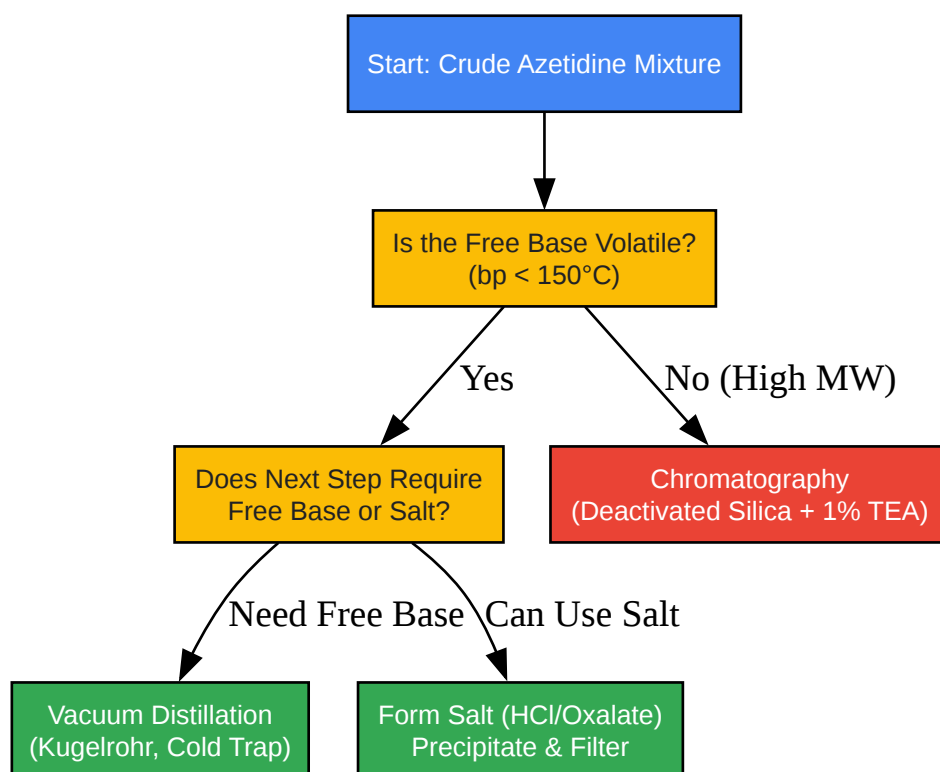 Start: Crude Azetidine Mixture
Is the Free Base Volatile?
(bp < 150°C)
Yes
No (High MW)
Does Next Step Require
Free Base or Salt?
Chromatography
(Deactivated Silica + 1% TEA)
Need Free Base
Can Use Salt
Vacuum Distillation
(Kugelrohr, Cold Trap)
Form Salt (HCl/Oxalate)
Precipitate & Filter